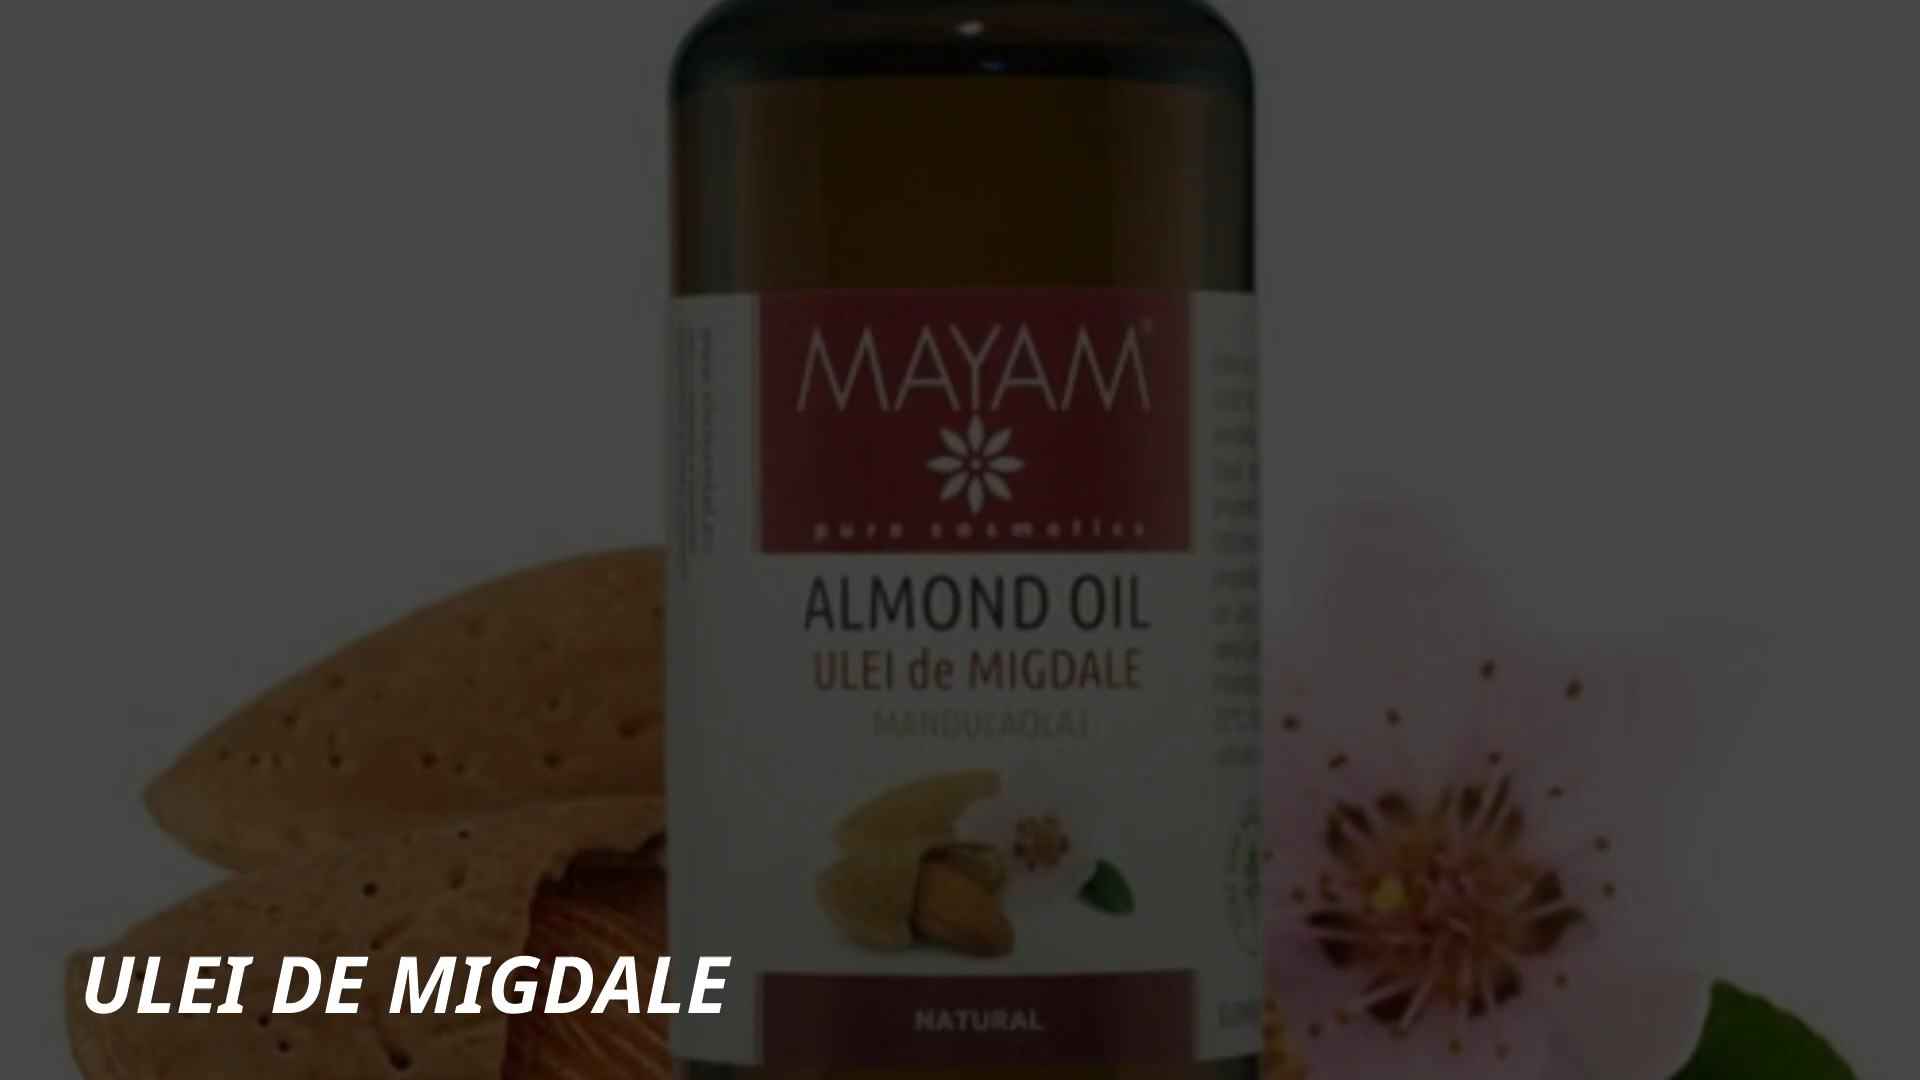 MAYAM
pure cosmetics
ALMOND OIL
ULEI de MIGDALE
MANDULAOLAJ
NATURAL
ULEI DE MIGDALE